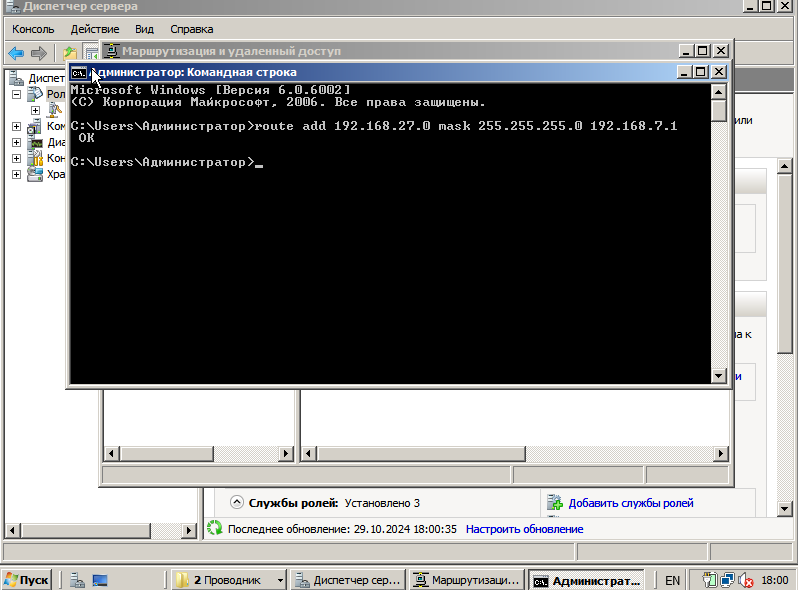 Диспетчер сервера
Консоль Действие Вид Справка
Маршрутизация и удаленный доступ
Администратор: Командная строка
Microsoft Windows [Версия 6.0.6002]
(C) Корпорация Майкрософт, 2006. Все права защищены.
C:\Users\Администратор>route add 192.168.27.0 mask 255.255.255.0 192.168.7.1
ОК
C:\Users\Администратор>_
Диспет
Рол
Ком
Диа
Кон
Хра
или
а к
и
Службы ролей: Установлено 3
Добавить службы ролей
Последнее обновление: 29.10.2024 18:00:35 Настроить обновление
Пуск
2 Проводник
Диспетчер сер...
Маршрутизаци...
Администрат...
EN
18:00